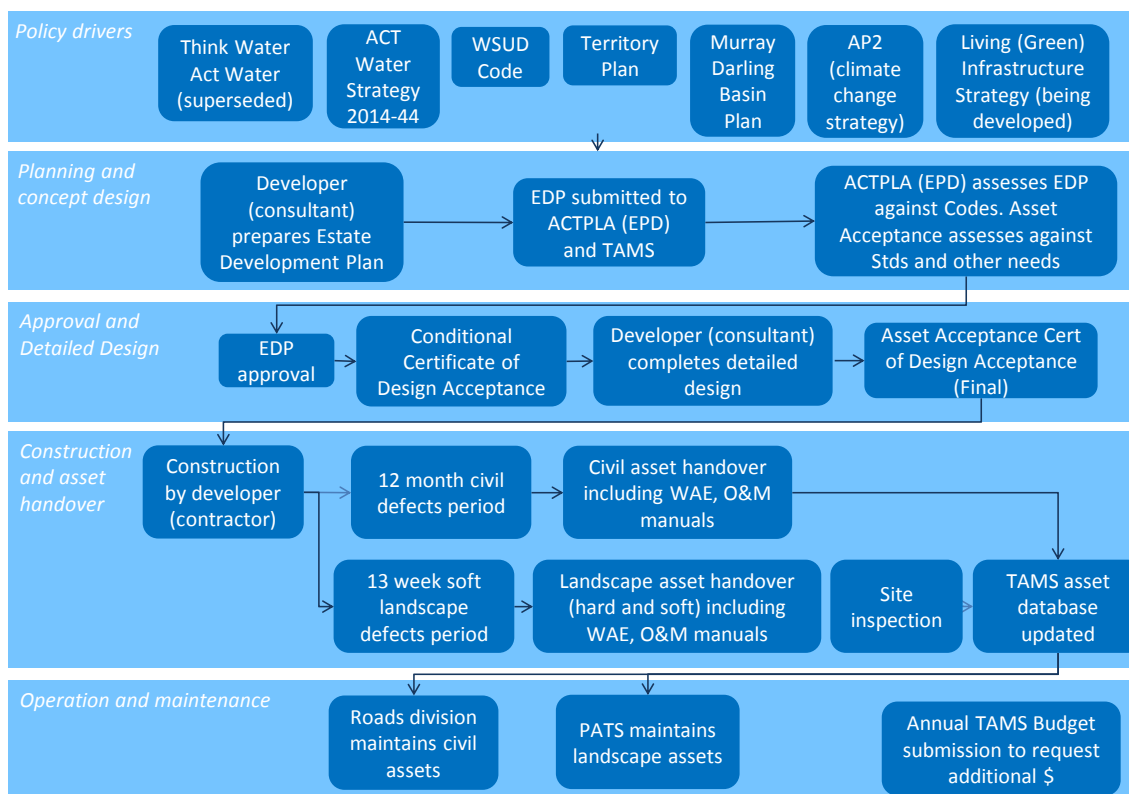 Policy drivers
Think Water
Act Water
(superseded)
ACT
Water
Strategy
2014-44
WSUD
Code
Territory
Plan
Murray
Darling
Basin
Plan
AP2
(climate
change
strategy)
Living (Green)
Infrastructure
Strategy (being
developed)
Planning and
concept design
Developer
(consultant)
prepares Estate
Development Plan
EDP submitted to
ACTPLA (EPD)
and TAMS
ACTPLA (EPD) assesses EDP
against Codes. Asset
Acceptance assesses against
Stds and other needs
Approval and
Detailed Design
EDP
approval
Conditional
Certificate of
Design Acceptance
Developer (consultant)
completes detailed
design
Asset Acceptance Cert
of Design Acceptance
(Final)
Construction
and asset
handover
Construction
by developer
(contractor)
12 month civil
defects period
Civil asset handover
including WAE, O&M
manuals
13 week soft
landscape
defects period
Landscape asset handover
(hard and soft) including
WAE, O&M manuals
Site
inspection
TAMS asset
database
updated
Operation and maintenance
Roads division
maintains civil
assets
PATS maintains
landscape assets
Annual TAMS Budget
submission to request
additional $